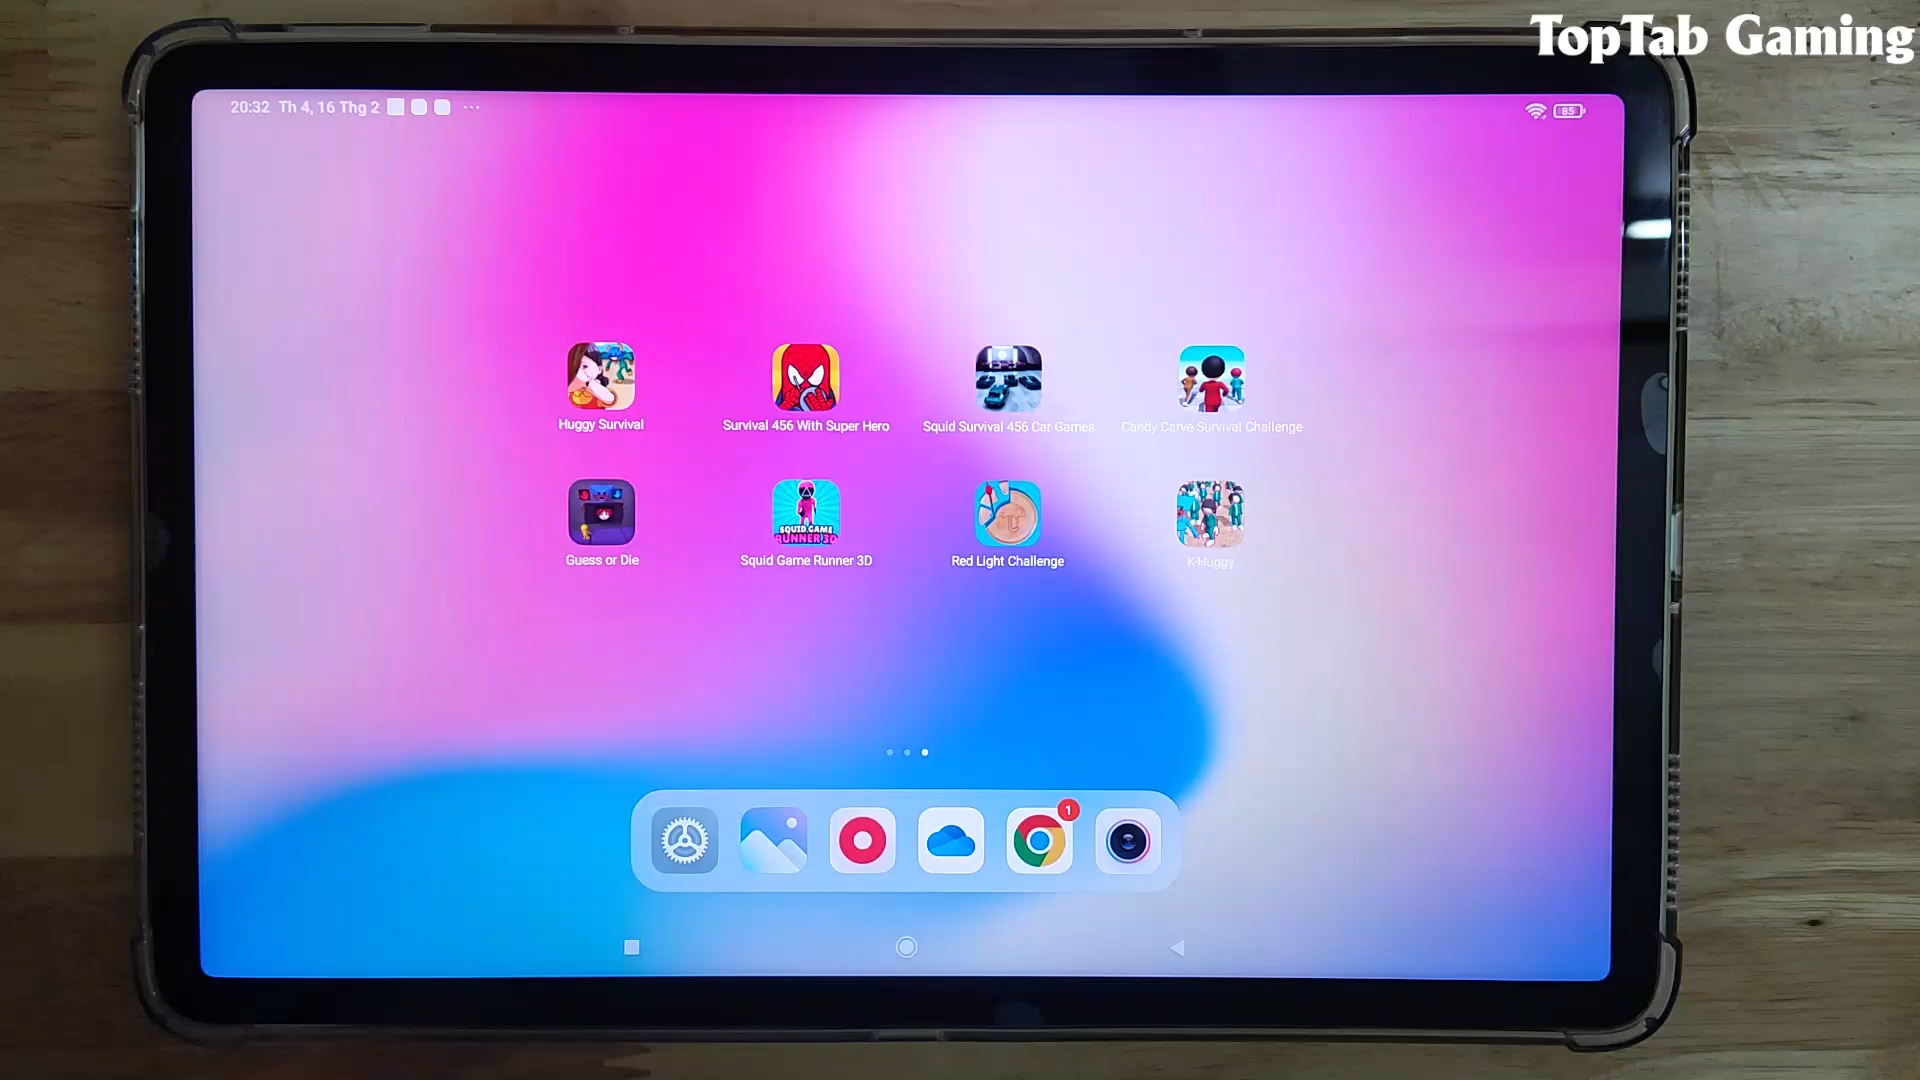 TopTab Gaming
20:32 Th 4, 16 Thg 2
85
Huggy Survival
Survival 456 With Super Hero
Squid Survival 456 Car Games
Candy Carve Survival Challenge
SQUID GAME
RUNNER 3D
Guess or Die
Squid Game Runner 3D
Red Light Challenge
K-Huggy
1